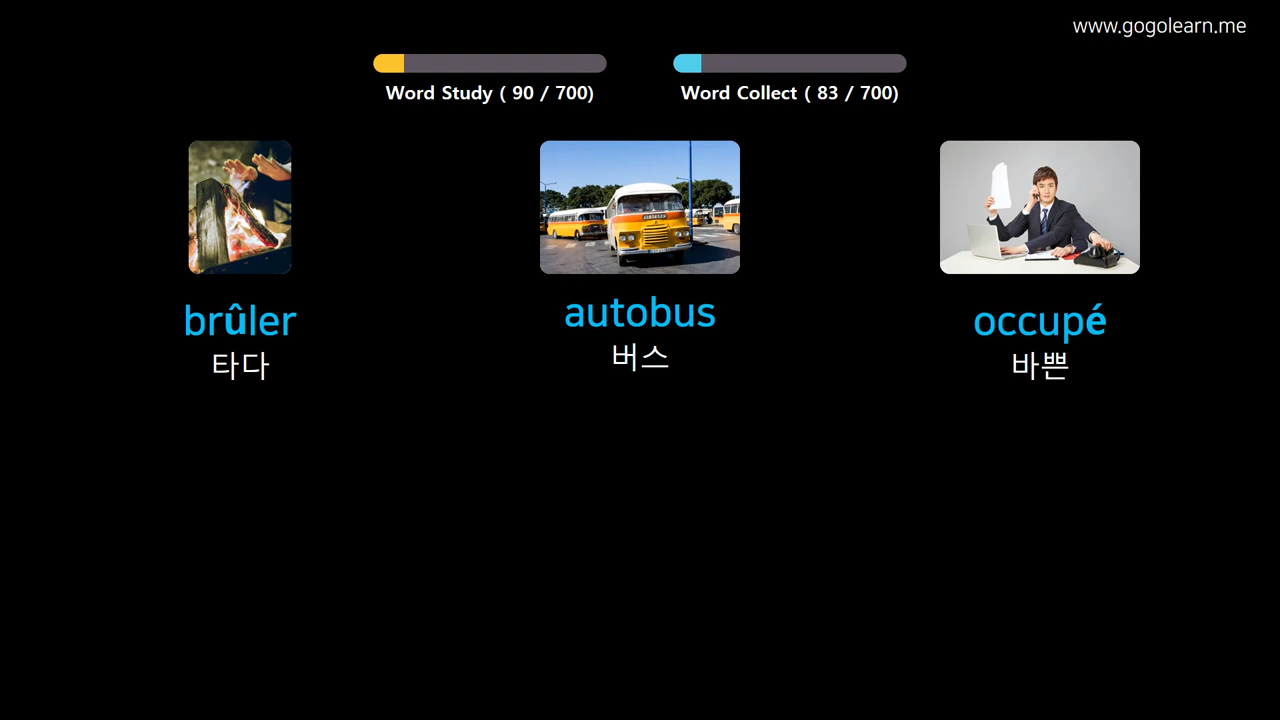 www.gogolearn.me
Word Study ( 90 / 700)
Word Collect ( 83 / 700)
brûler
타다
autobus
버스
occupé
바쁜